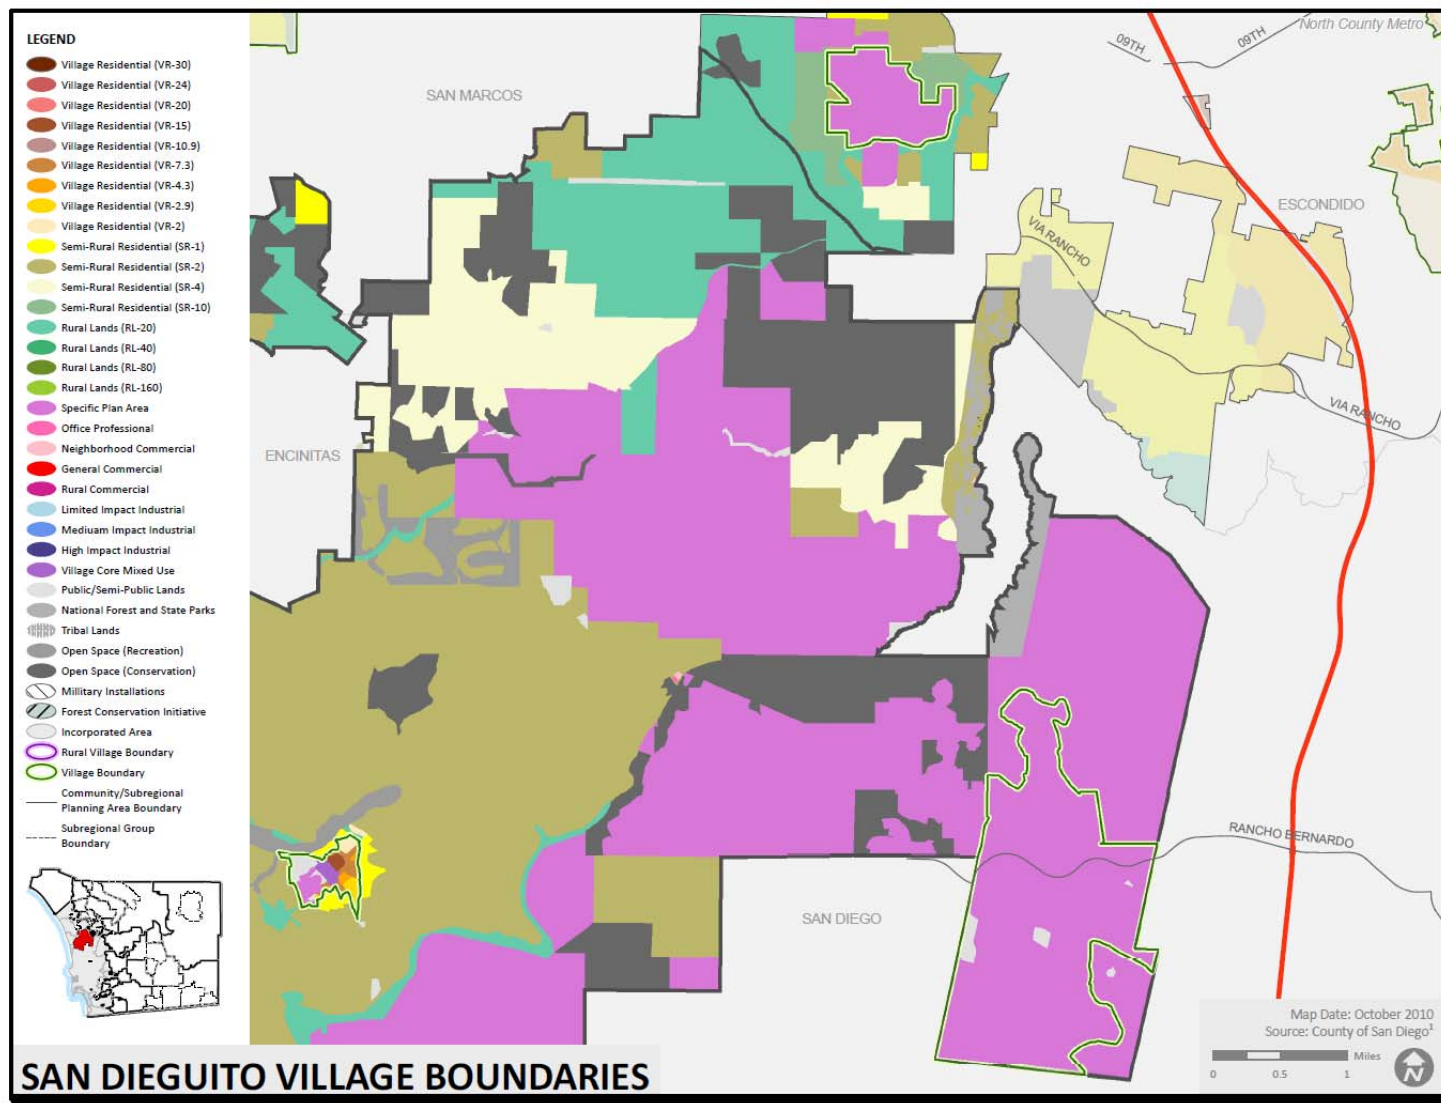 LEGEND
Village Residential (VR-30)
Village Residential (VR-24)
Village Residential (VR-20)
Village Residential (VR-15)
Village Residential (VR-10.9)
Village Residential (VR-7.3)
Village Residential (VR-4.3)
Village Residential (VR-2.9)
Village Residential (VR-2)
Semi-Rural Residential (SR-1)
Semi-Rural Residential (SR-2)
Semi-Rural Residential (SR-4)
Semi-Rural Residential (SR-10)
Rural Lands (RL-20)
Rural Lands (RL-40)
Rural Lands (RL-80)
Rural Lands (RL-160)
Specific Plan Area
Office Professional
Neighborhood Commercial
General Commercial
Rural Commercial
Limited Impact Industrial
Mediuam Impact Industrial
High Impact Industrial
Village Core Mixed Use
Public/Semi-Public Lands
National Forest and State Parks
Tribal Lands
Open Space (Recreation)
Open Space (Conservation)
Millitary Installations
Forest Conservation Initiative
Incorporated Area
Rural Village Boundary
Village Boundary
Community/Subregional
Planning Area Boundary
Subregional Group
Boundary
North County Metro
09TH
09TH
SAN MARCOS
ESCONDIDO
VIA RANCHO
VIA RANCHO
ENCINITAS
RANCHO BERNARDO
SAN DIEGO
Map Date: October 2010
Source: County of San Diego¹
Miles
0 0.5 1
N
SAN DIEGUITO VILLAGE BOUNDARIES